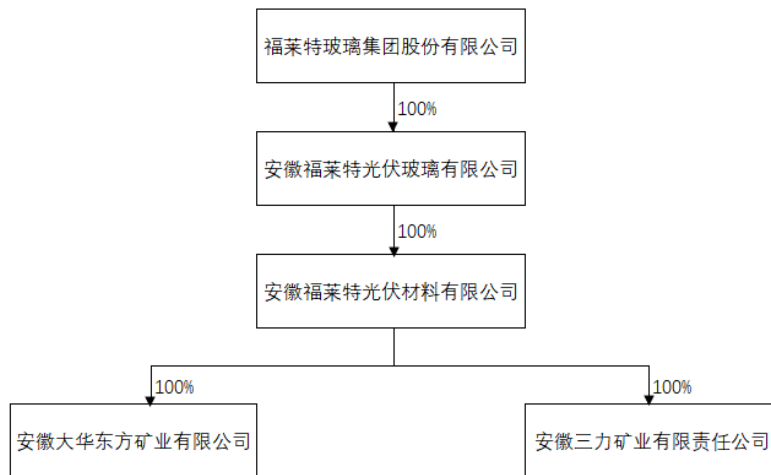 福莱特玻璃集团股份有限公司
100%
安徽福莱特光伏玻璃有限公司
100%
安徽福莱特光伏材料有限公司
100%
100%
安徽大华东方矿业有限公司
安徽三力矿业有限责任公司